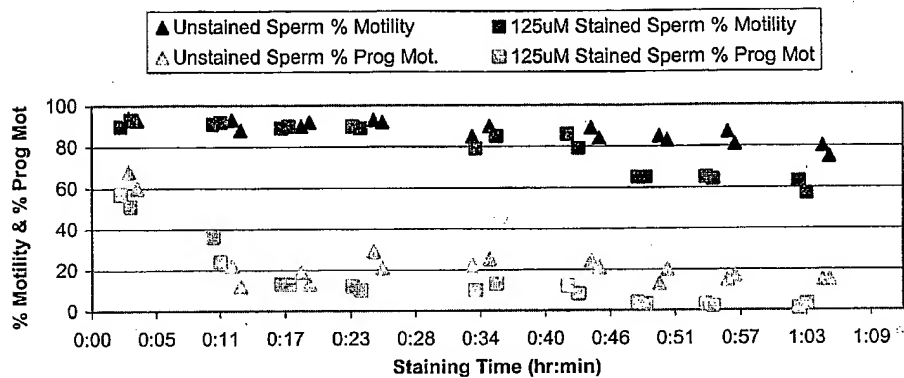 Unstained Sperm % Motility
125uM Stained Sperm % Motility
Unstained Sperm % Prog Mot.
125uM Stained Sperm % Prog Mot
% Motility & % Prog Mot
100
80
60
40
20
0
0:00 0:05 0:11 0:17 0:23 0:28 0:34 0:40 0:46 0:51 0:57 1:03 1:09
Staining Time (hr:min)